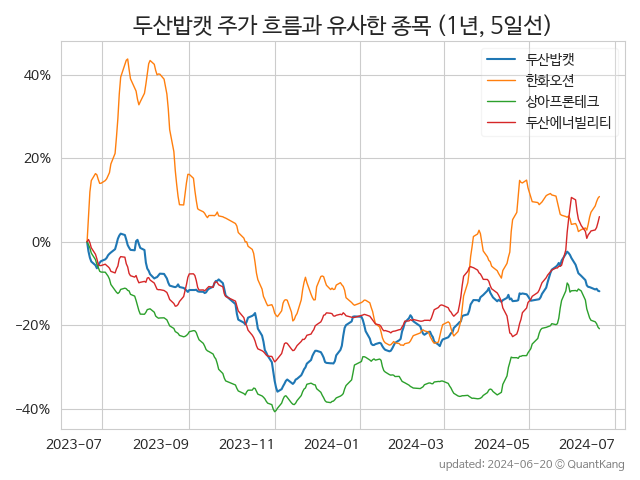 두산밥캣 주가 흐름과 유사한 종목 (1년, 5일선)
두산밥캣
한화오션
상아프론테크
두산에너빌리티
40%
20%
0%
−20%
−40%
2023-07 2023-09 2023-11 2024-01 2024-03 2024-05 2024-07
updated: 2024-06-20 © QuantKang